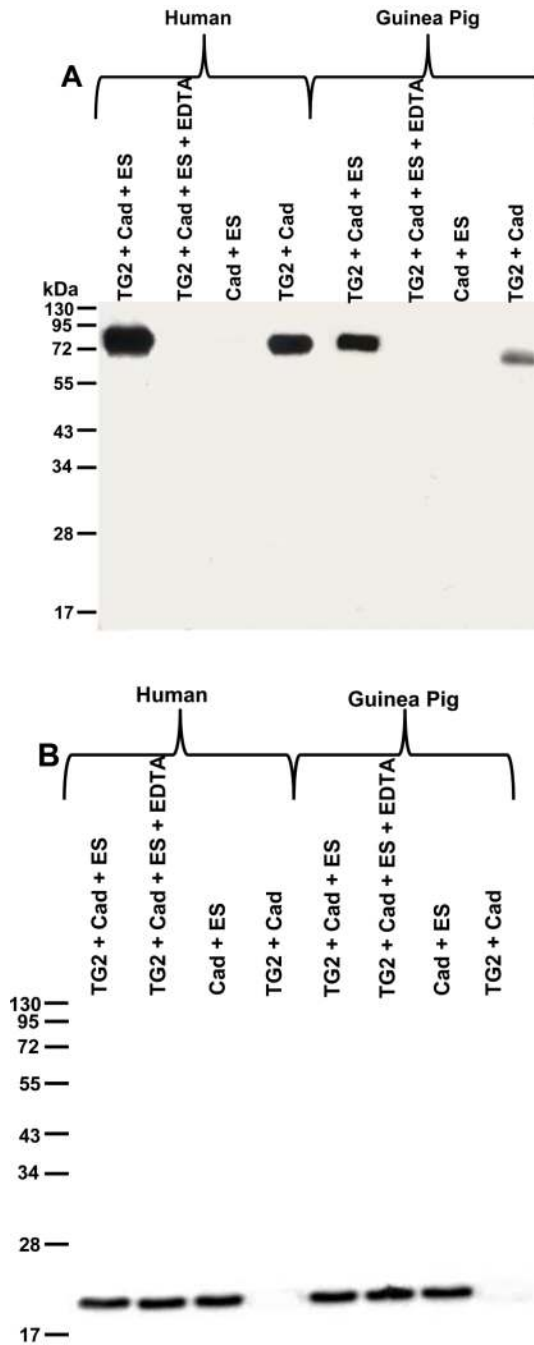 Human Guinea Pig
A
TG2 + Cad + ES
TG2 + Cad + ES + EDTA
Cad + ES
TG2 + Cad
TG2 + Cad + ES
TG2 + Cad + ES + EDTA
Cad + ES
TG2 + Cad
kDa
130
95
72
55
43
34
28
17
Human Guinea Pig
B
TG2 + Cad + ES
TG2 + Cad + ES + EDTA
Cad + ES
TG2 + Cad
TG2 + Cad + ES
TG2 + Cad + ES + EDTA
Cad + ES
TG2 + Cad
130
95
72
55
43
34
28
17